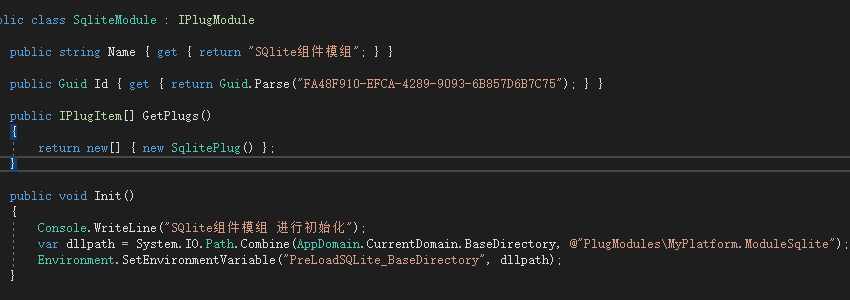 blic class SqliteModule : IPlugModule
public string Name { get { return "SQlite组件模组"; } }
public Guid Id { get { return Guid.Parse("FA48F910-EFCA-4289-9093-6B857D6B7C75"); } }
public IPlugItem[] GetPlugs()
{
return new[] { new SqlitePlug() };
}
public void Init()
{
Console.WriteLine("SQlite组件模组 进行初始化");
var dllpath = System.IO.Path.Combine(AppDomain.CurrentDomain.BaseDirectory, @"PlugModules\MyPlatform.ModuleSqlite");
Environment.SetEnvironmentVariable("PreLoadSQLite_BaseDirectory", dllpath);
}